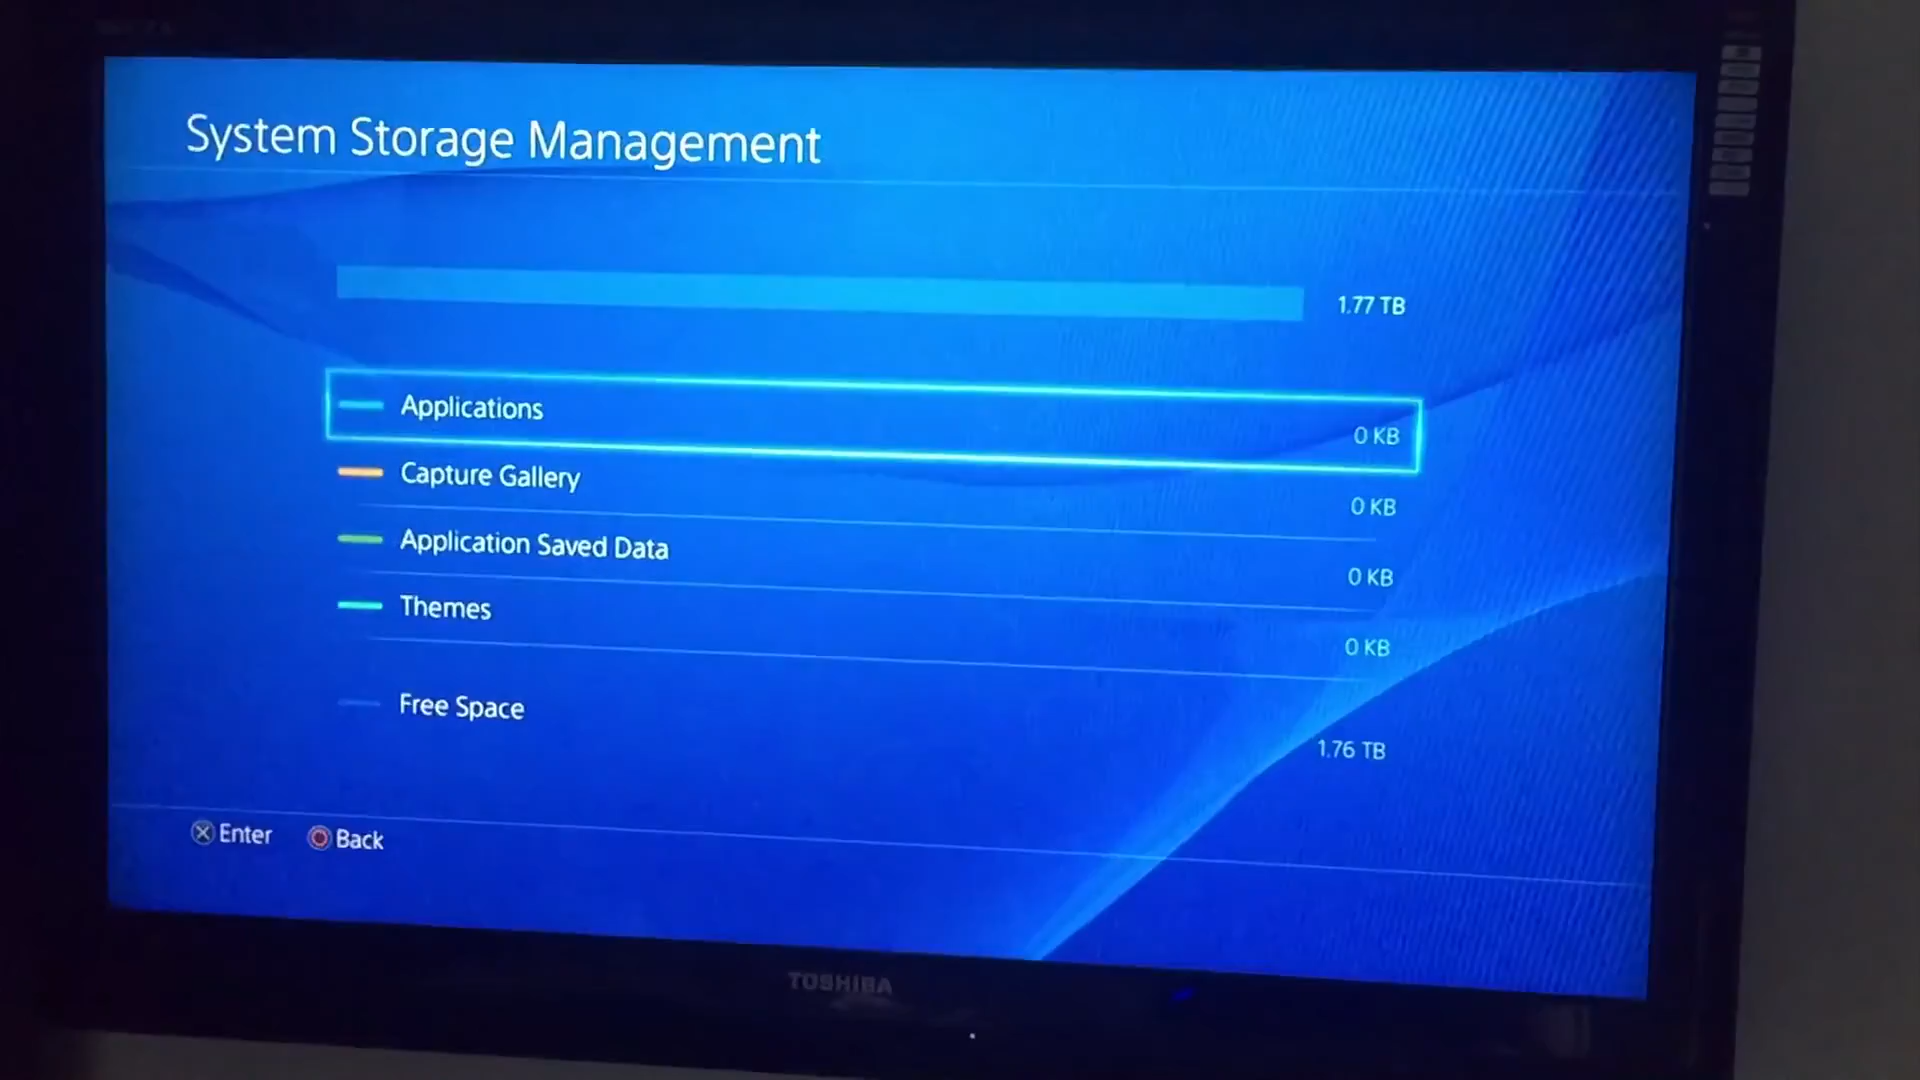 System Storage Management
1.77 TB
Applications
0 KB
Capture Gallery
0 KB
Application Saved Data
0 KB
Themes
0 KB
Free Space
1.76 TB
Enter Back
TOSHIBA